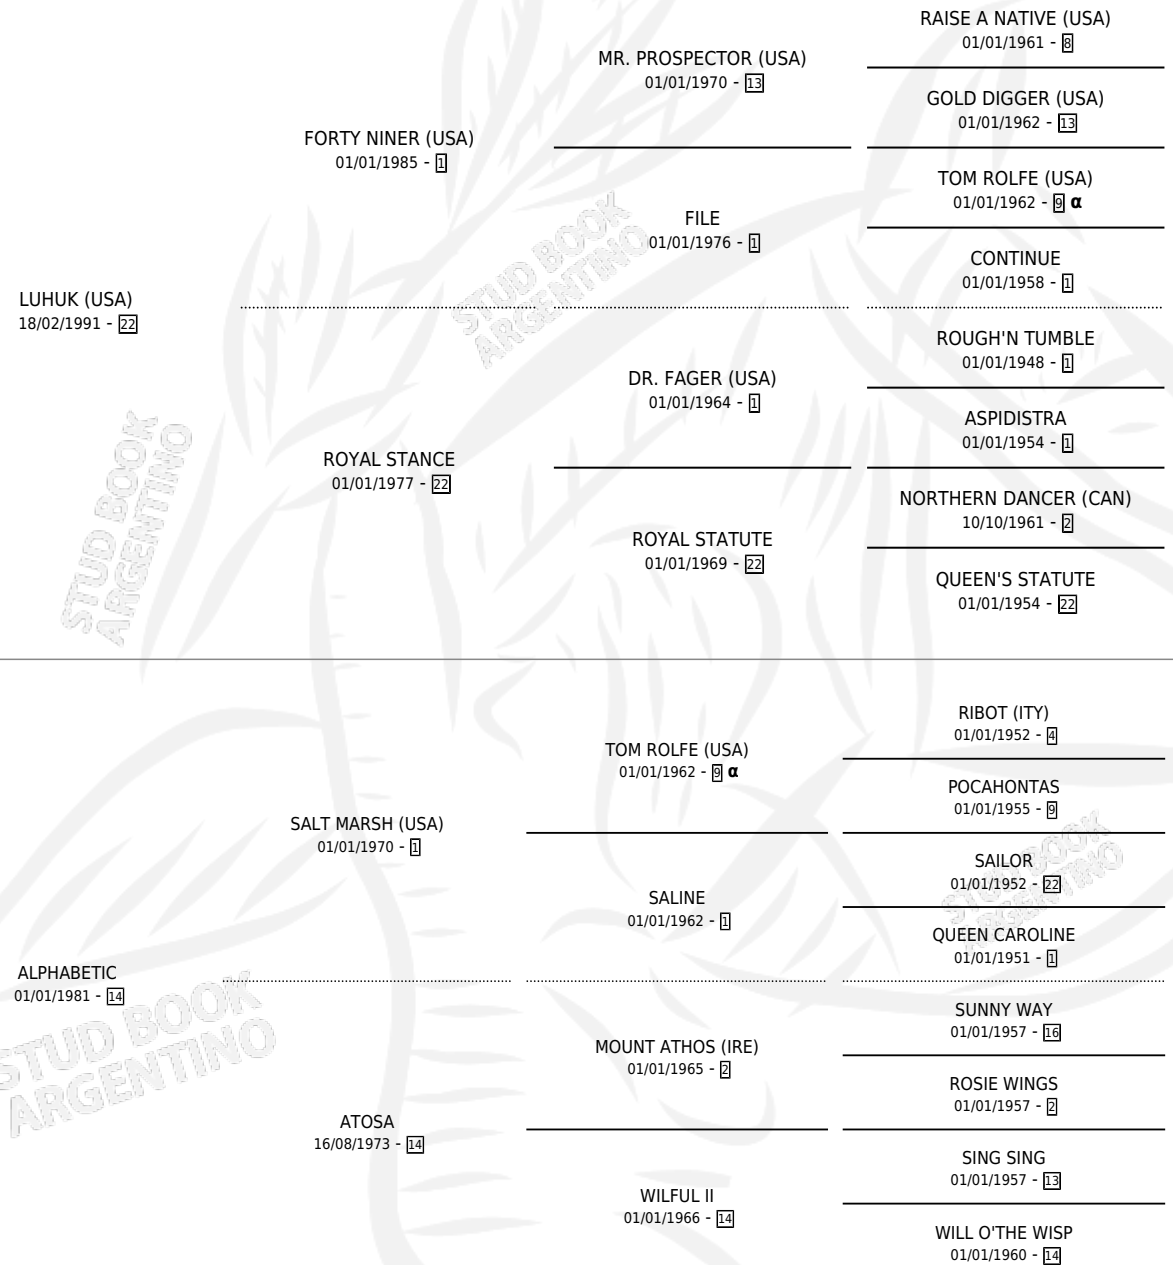 RAISE A NATIVE (USA)
01/01/1961 - 8
MR. PROSPECTOR (USA)
01/01/1970 - 13
GOLD DIGGER (USA)
01/01/1962 - 13
FORTY NINER (USA)
01/01/1985 - 1
TOM ROLFE (USA)
01/01/1962 - 9 α
FILE
01/01/1976 - 1
CONTINUE
01/01/1958 - 1
LUHUK (USA)
18/02/1991 - 22
ROUGH'N TUMBLE
01/01/1948 - 1
DR. FAGER (USA)
01/01/1964 - 1
ASPIDISTRA
01/01/1954 - 1
ROYAL STANCE
01/01/1977 - 22
NORTHERN DANCER (CAN)
10/10/1961 - 2
ROYAL STATUTE
01/01/1969 - 22
QUEEN'S STATUTE
01/01/1954 - 22
RIBOT (ITY)
01/01/1952 - 4
TOM ROLFE (USA)
01/01/1962 - 9 α
POCAHONTAS
01/01/1955 - 9
SALT MARSH (USA)
01/01/1970 - 1
SAILOR
01/01/1952 - 22
SALINE
01/01/1962 - 1
QUEEN CAROLINE
01/01/1951 - 1
ALPHABETIC
01/01/1981 - 14
SUNNY WAY
01/01/1957 - 16
MOUNT ATHOS (IRE)
01/01/1965 - 2
ROSIE WINGS
01/01/1957 - 2
ATOSA
16/08/1973 - 14
SING SING
01/01/1957 - 13
WILFUL II
01/01/1966 - 14
WILL O'THE WISP
01/01/1960 - 14
STUD BOOK
ARGENTINO
STUD BOOK
ARGENTINO
STUD BOOK
ARGENTINO
STUD BOOK
ARGENTINO